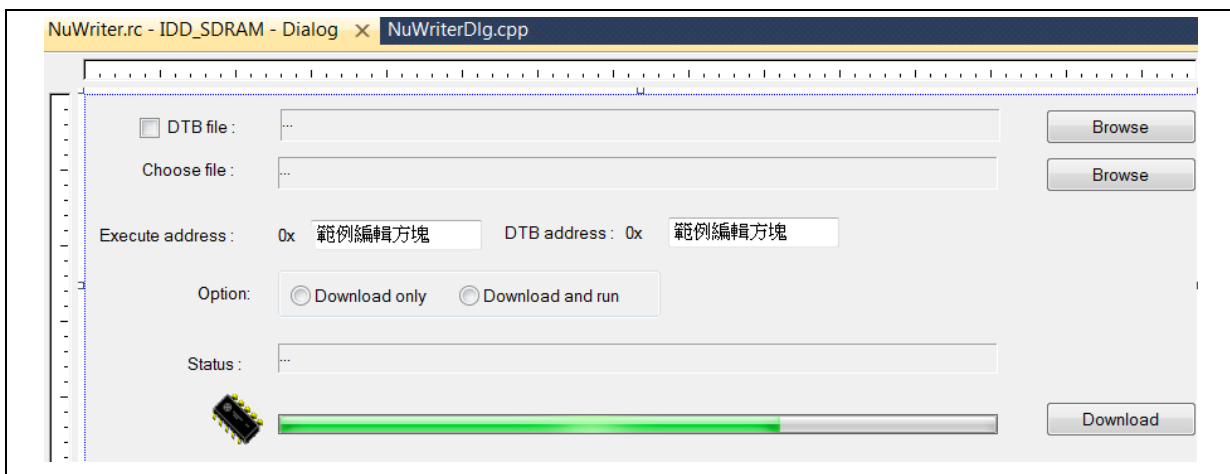 NuWriter.rc - IDD_SDRAM - Dialog NuWriterDlg.cpp
DTB file : ... Browse
Choose file : ... Browse
Execute address : 0x 範例編輯方塊 DTB address : 0x 範例編輯方塊
Option: Download only Download and run
Status : ...
Download